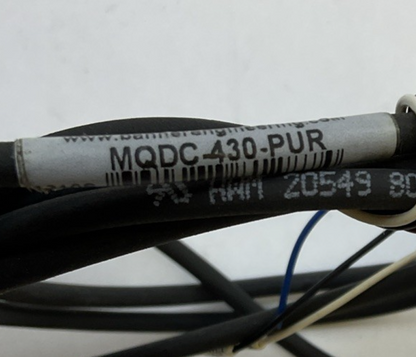 www.bannerengineering.com
MQDC-430-PUR
AWM 20549 80